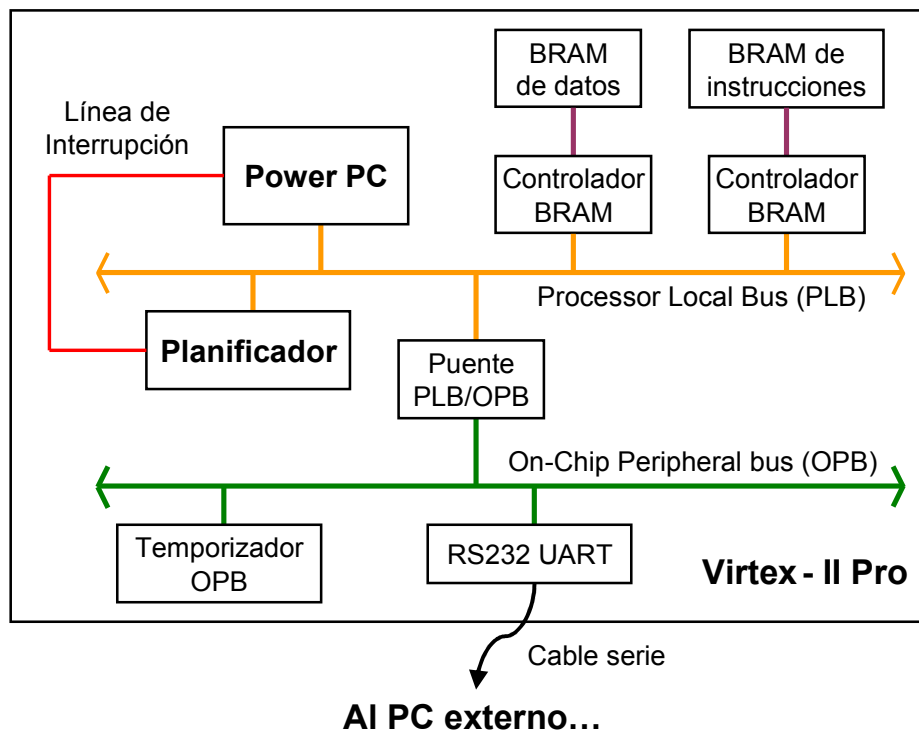 BRAM
de datos
BRAM de
instrucciones
Línea de
Interrupción
Power PC
Controlador
BRAM
Controlador
BRAM
Processor Local Bus (PLB)
Planificador
Puente
PLB/OPB
On-Chip Peripheral bus (OPB)
Temporizador
OPB
RS232 UART
Virtex - II Pro
Cable serie
Al PC externo...